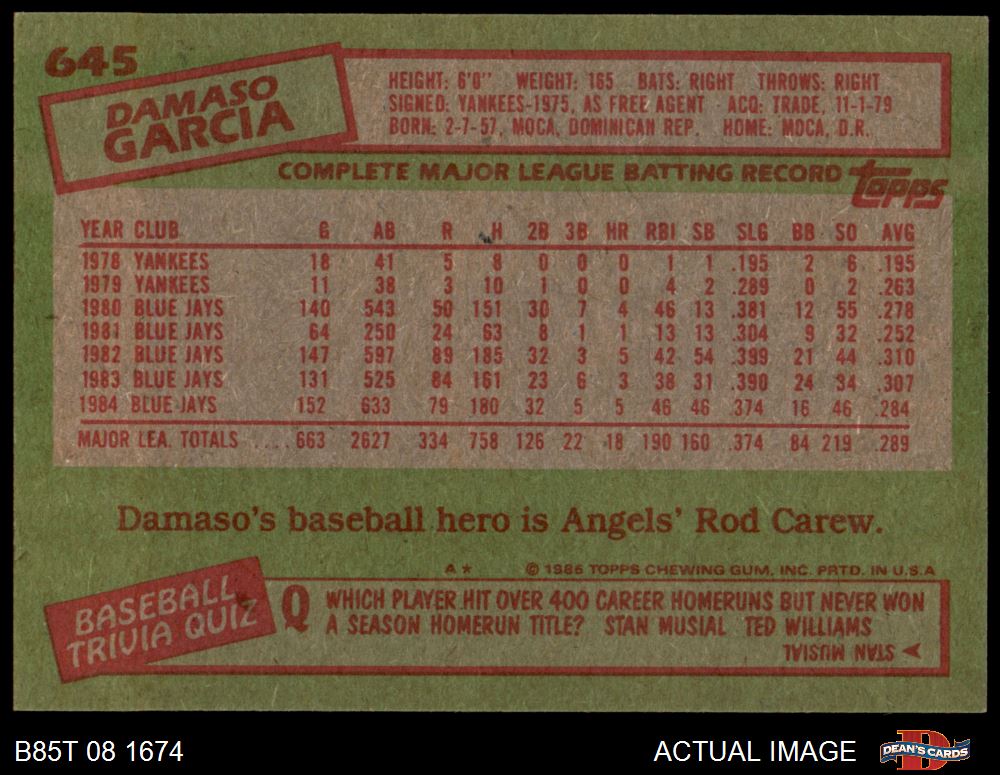 645
DAMASO
GARCIA
HEIGHT: 6'0" WEIGHT: 165 BATS: RIGHT THROWS: RIGHT
SIGNED: YANKEES-1975, AS FREE AGENT · ACQ: TRADE, 11-1-79
BORN: 2-7-57, MOCA, DOMINICAN REP. HOME: MOCA, D.R.
COMPLETE MAJOR LEAGUE BATTING RECORD topps
YEAR CLUB G AB R H 2B 3B HR RBI SB SLG BB SO AVG
1978 YANKEES 18 41 5 8 0 0 0 1 1 .195 2 6 .195
1979 YANKEES 11 38 3 10 1 0 0 4 2 .289 0 2 .263
1980 BLUE JAYS 140 543 50 151 30 7 4 46 13 .381 12 55 .278
1981 BLUE JAYS 64 250 24 63 8 1 1 13 13 .304 9 32 .252
1982 BLUE JAYS 147 597 89 185 32 3 5 42 54 .399 21 44 .310
1983 BLUE JAYS 131 525 84 161 23 6 3 38 31 .390 24 34 .307
1984 BLUE JAYS 152 633 79 180 32 5 5 46 46 .374 16 46 .284
MAJOR LEA. TOTALS .... 663 2627 334 758 126 22 18 190 160 .374 84 219 .289
Damaso's baseball hero is Angels' Rod Carew.
A* © 1985 TOPPS CHEWING GUM, INC. PRTD. IN U.S.A
BASEBALL
TRIVIA QUIZ
Q WHICH PLAYER HIT OVER 400 CAREER HOMERUNS BUT NEVER WON
A SEASON HOMERUN TITLE? STAN MUSIAL TED WILLIAMS
STAN MUSIAL
B85T 08 1674
ACTUAL IMAGE
D
DEAN'S CARDS